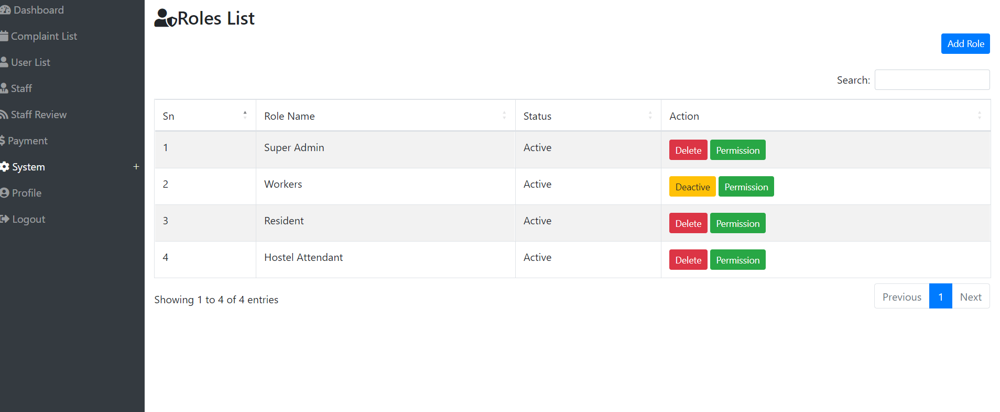 Dashboard
Complaint List
User List
Staff
Staff Review
Payment
System +
Profile
Logout
Roles List
Add Role
Search:
Sn Role Name Status Action
1 Super Admin Active Delete Permission
2 Workers Active Deactive Permission
3 Resident Active Delete Permission
4 Hostel Attendant Active Delete Permission
Showing 1 to 4 of 4 entries
Previous 1 Next